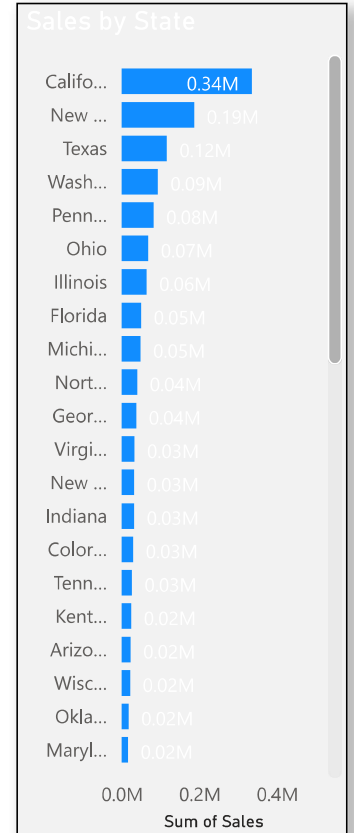 Sales by State
Califo... 0.34M
New ... 0.19M
Texas 0.12M
Wash... 0.09M
Penn... 0.08M
Ohio 0.07M
Illinois 0.06M
Florida 0.05M
Michi... 0.05M
Nort... 0.04M
Geor... 0.04M
Virgi... 0.03M
New ... 0.03M
Indiana 0.03M
Color... 0.03M
Tenn... 0.03M
Kent... 0.02M
Arizo... 0.02M
Wisc... 0.02M
Okla... 0.02M
Maryl... 0.02M
0.0M 0.2M 0.4M
Sum of Sales